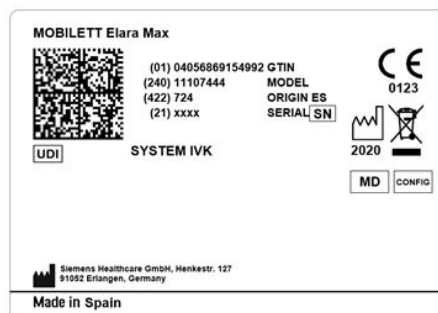 MOBILETT Elara Max
(01) 04056869154992 GTIN
(240) 11107444 MODEL
(422) 724 ORIGIN ES
(21) xxxx SERIAL SN
CE
0123
UDI
SYSTEM IVK
2020
MD CONFIG
Siemens Healthcare GmbH, Henkestr. 127
91052 Erlangen, Germany
Made in Spain